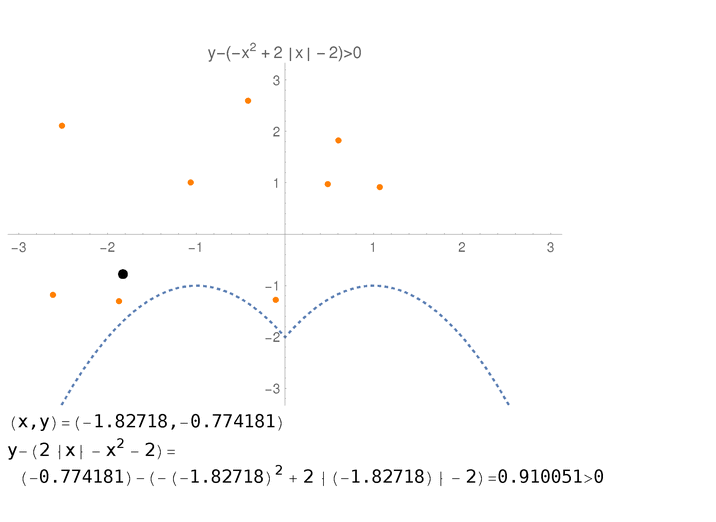 y−(−x² + 2 |x| − 2)>0
3
2
1
−3 −2 −1 1 2 3
−1
−2
−3
(x,y)=(−1.82718,−0.774181)
y−(2 |x| − x² − 2)=
(−0.774181)−(−(−1.82718)² + 2 |(−1.82718)| − 2)=0.910051>0